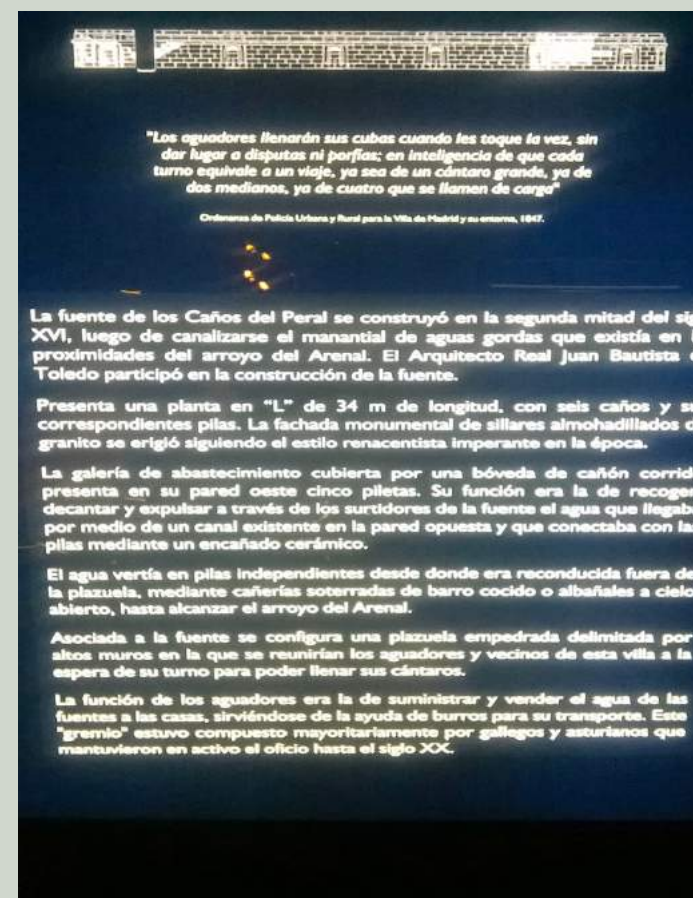 "Los aguadores llenarán sus cubas cuando les toque la vez, sin
dar lugar a disputas ni porfías; en inteligencia de que cada
turno equivale a un viaje, ya sea de un cántaro grande, ya de
dos medianos, ya de cuatro que se llamen de carga"
Ordenanza de Policía Urbana y Rural para la Villa de Madrid y su entorno, 1847.
La fuente de los Caños del Peral se construyó en la segunda mitad del
XVI, luego de canalizarse el manantial de aguas gordas que existía en
proximidades del arroyo del Arenal. El Arquitecto Real Juan Bautista
Toledo participó en la construcción de la fuente.
Presenta una planta en "L" de 34 m de longitud, con seis caños y
correspondientes pilas. La fachada monumental de sillares almohadillados
granito se erigió siguiendo el estilo renacentista imperante en la época.
La galería de abastecimiento cubierta por una bóveda de cañón
presenta en su pared oeste cinco piletas. Su función era la de
decantar y expulsar a través de los surtidores de la fuente el agua que
por medio de un canal existente en la pared opuesta y que conectaba con
pilas mediante un encañado cerámico.
El agua vertía en pilas independientes desde donde era reconducida fuera de
la plazuela, mediante cañerías soterradas de barro cocido o albañales a cielo
abierto, hasta alcanzar el arroyo del Arenal.
Asociada a la fuente se configura una plazuela empedrada delimitada por
altos muros en la que se reunirían los aguadores y vecinos de esta villa a la
espera de su turno para poder llenar sus cántaros.
La función de los aguadores era la de suministrar y vender el agua de las
fuentes a las casas, sirviéndose de la ayuda de burros para su transporte. Este
"gremio" estuvo compuesto mayoritariamente por gallegos y asturianos que
mantuvieron en activo el oficio hasta el siglo XX.